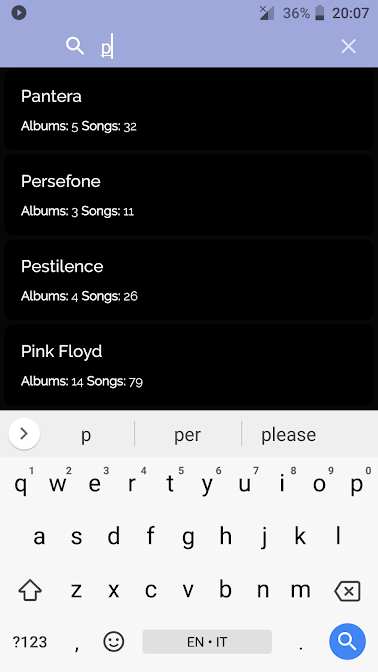 36% 20:07
p
Pantera
Albums: 5 Songs: 32
Persefone
Albums: 3 Songs: 11
Pestilence
Albums: 4 Songs: 26
Pink Floyd
Albums: 14 Songs: 79
p per please
1 2 3 4 5 6 7 8 9 0
q w e r t y u i o p
a s d f g h j k l
z x c v b n m
?123 , EN • IT .